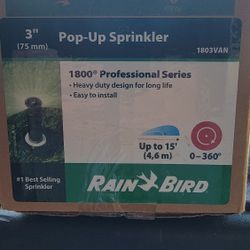 3"
(75 mm)
Pop-Up Sprinkler
1803VAN
1800® Professional Series
• Heavy duty design for long life
• Easy to install
Up to 15'
(4,6 m)
0–360°
#1 Best Selling
Sprinkler
RAIN BIRD